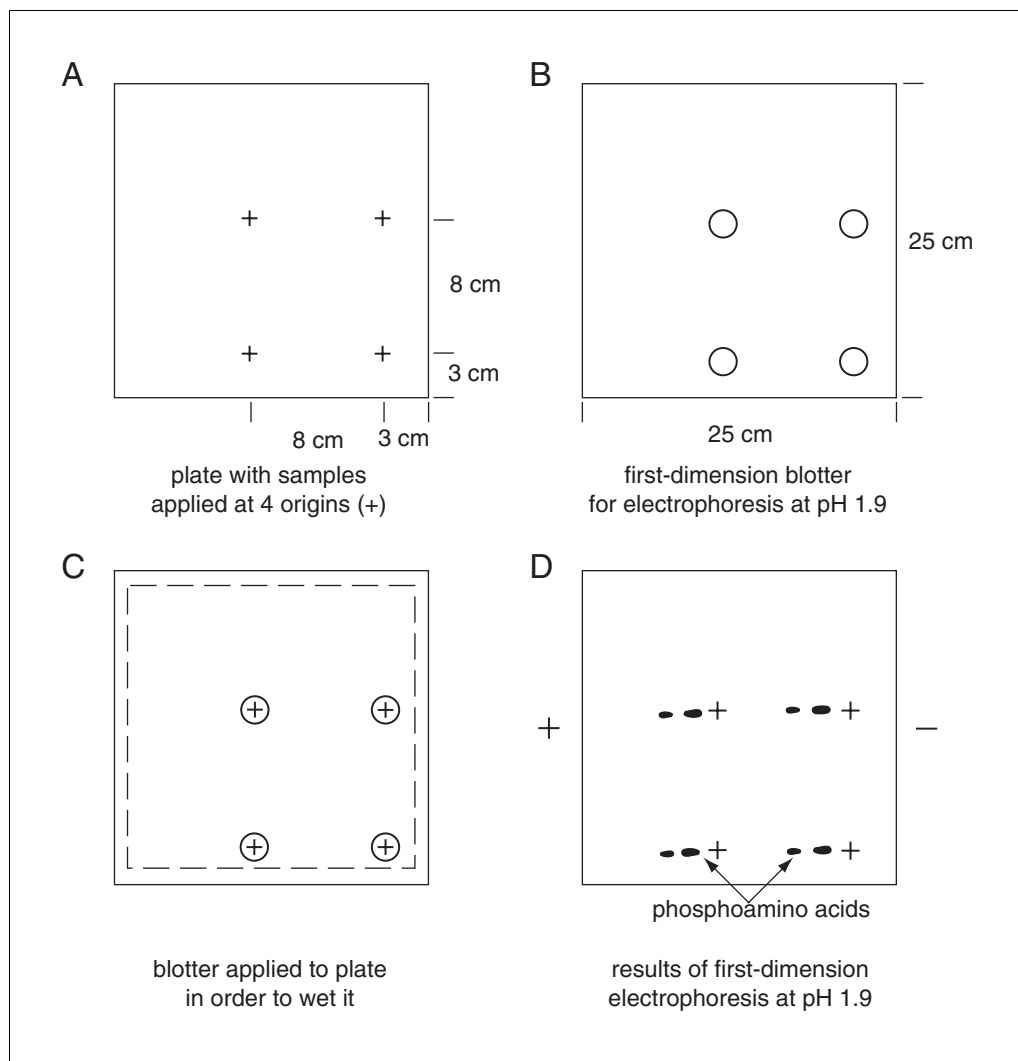 A
B
+ +
8 cm
25 cm
+ +
3 cm
8 cm 3 cm
25 cm
plate with samples
applied at 4 origins (+)
first-dimension blotter
for electrophoresis at pH 1.9
C
D
+ +
+ +
+ + + –
+ +
phosphoamino acids
blotter applied to plate
in order to wet it
results of first-dimension
electrophoresis at pH 1.9